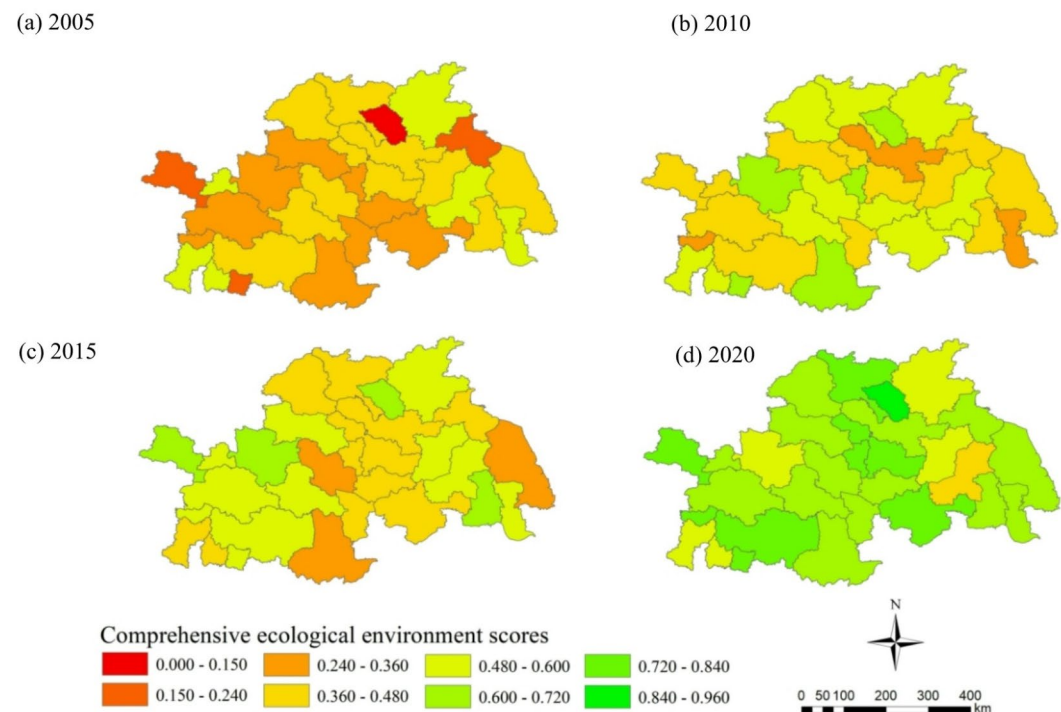 (a) 2005
(b) 2010
(c) 2015
(d) 2020
N
Comprehensive ecological environment scores
0.000 - 0.150 0.240 - 0.360 0.480 - 0.600 0.720 - 0.840
0.150 - 0.240 0.360 - 0.480 0.600 - 0.720 0.840 - 0.960
0 50 100 200 300 400
km